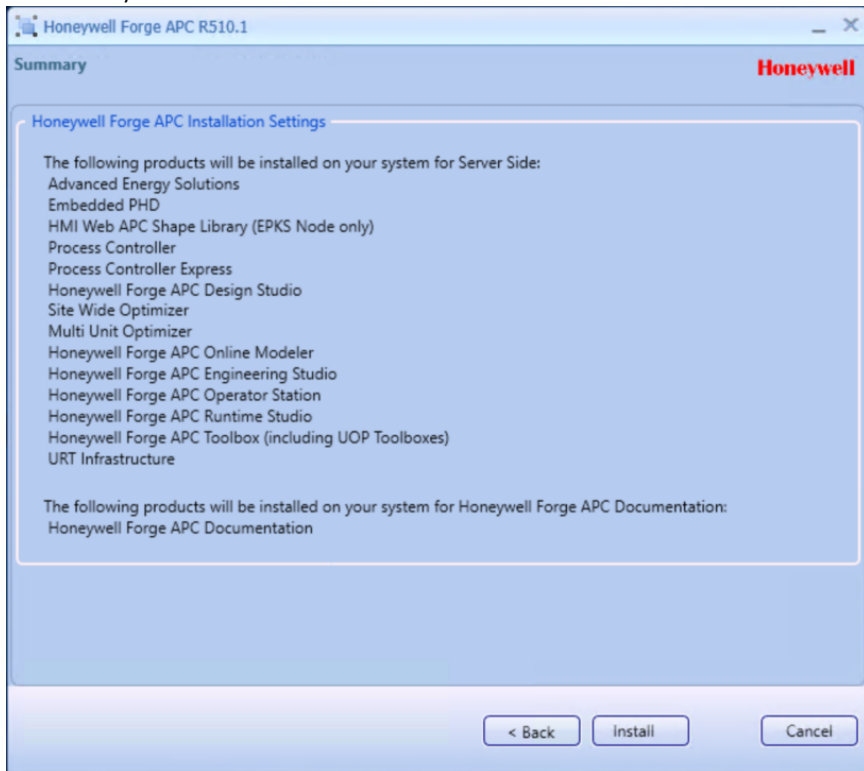 Honeywell Forge APC R510.1
Summary
Honeywell
Honeywell Forge APC Installation Settings
The following products will be installed on your system for Server Side:
Advanced Energy Solutions
Embedded PHD
HMI Web APC Shape Library (EPKS Node only)
Process Controller
Process Controller Express
Honeywell Forge APC Design Studio
Site Wide Optimizer
Multi Unit Optimizer
Honeywell Forge APC Online Modeler
Honeywell Forge APC Engineering Studio
Honeywell Forge APC Operator Station
Honeywell Forge APC Runtime Studio
Honeywell Forge APC Toolbox (including UOP Toolboxes)
URT Infrastructure
The following products will be installed on your system for Honeywell Forge APC Documentation:
Honeywell Forge APC Documentation
< Back
Install
Cancel